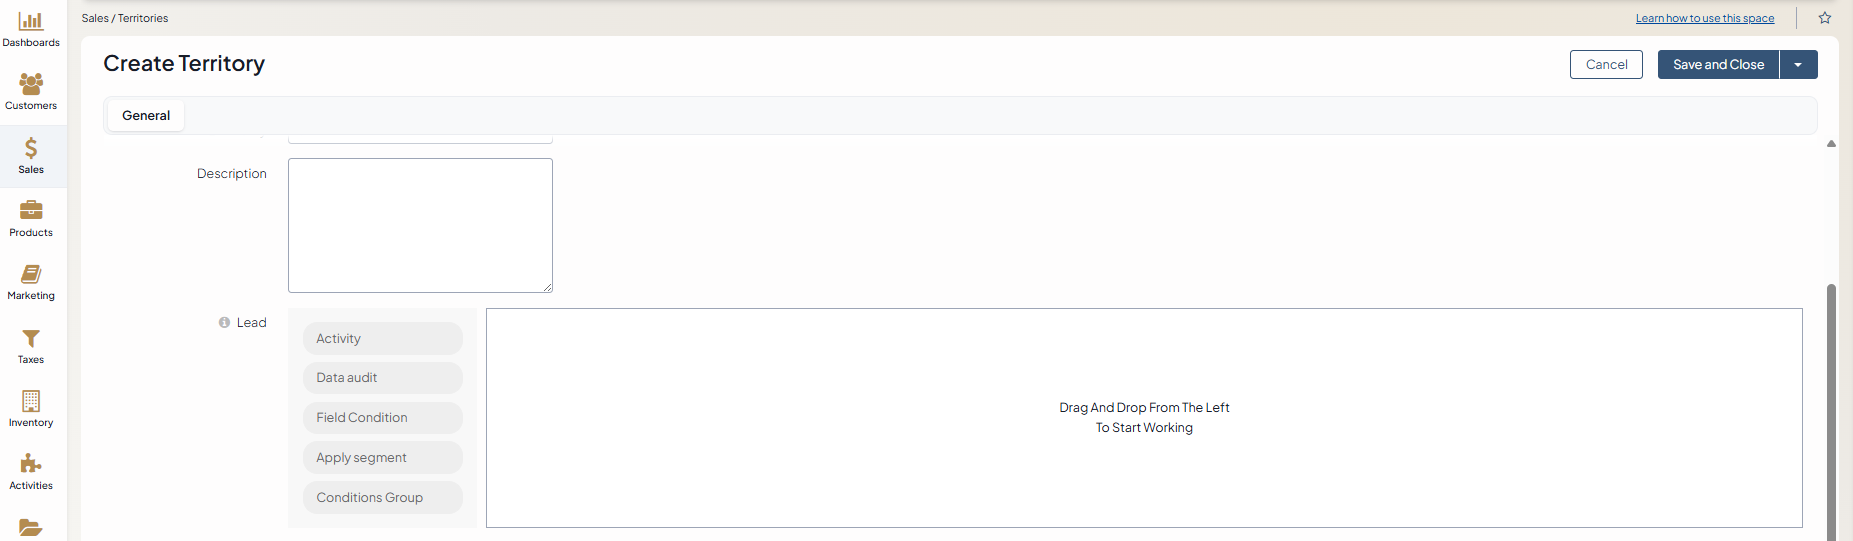 Sales / Territories
Learn how to use this space
Dashboards
Customers
Sales
Products
Marketing
Taxes
Inventory
Activities
Create Territory
Cancel
Save and Close
General
Description
Lead
Activity
Data audit
Field Condition
Apply segment
Conditions Group
Drag And Drop From The Left
To Start Working